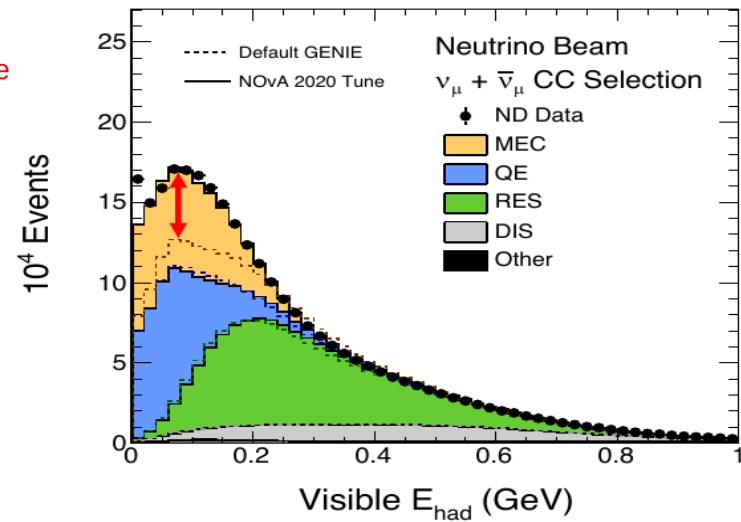 e
Default GENIE
NOvA 2020 Tune
Neutrino Beam
νμ + ν̅μ CC Selection
ND Data
MEC
QE
RES
DIS
Other
25
20
15
10
5
0
10⁴ Events
0 0.2 0.4 0.6 0.8 1
Visible E_had (GeV)